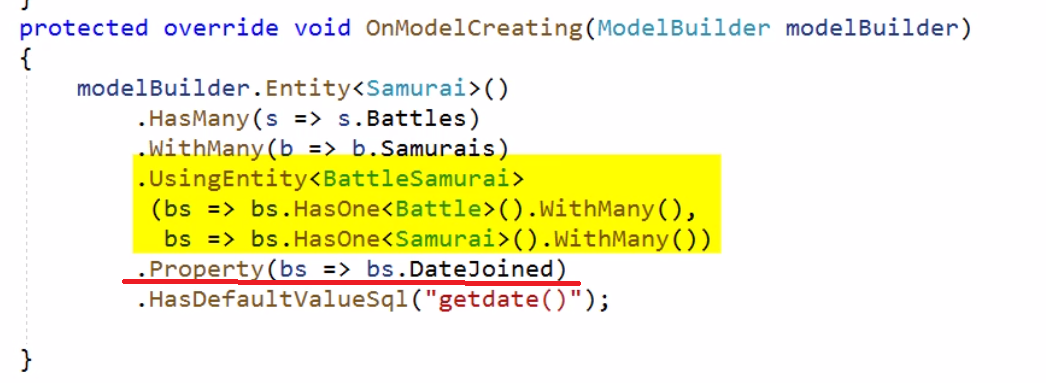 }
protected override void OnModelCreating(ModelBuilder modelBuilder)
{
modelBuilder.Entity<Samurai>()
.HasMany(s => s.Battles)
.WithMany(b => b.Samurais)
.UsingEntity<BattleSamurai>
(bs => bs.HasOne<Battle>().WithMany(),
bs => bs.HasOne<Samurai>().WithMany())
.Property(bs => bs.DateJoined)
.HasDefaultValueSql("getdate()");
}